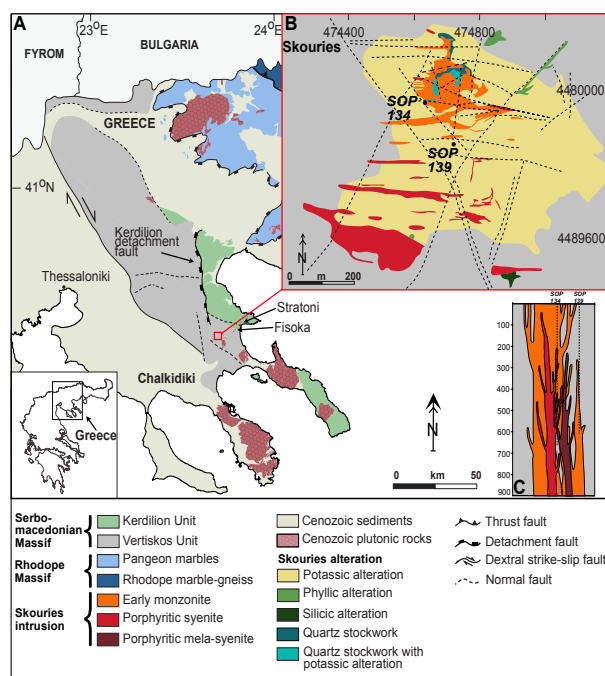 A
23°E
24°E
FYROM
BULGARIA
GREECE
41°N
Kerdilion
detachment
fault
Thessaloniki
Stratoni
Fisoka
Chalkidiki
Greece
N
0 km 50
B
474400
474800
Skouries
4480000
SOP
134
SOP
139
4489600
N
0 m 200
SOP
134
SOP
139
100
200
300
400
500
600
700
800
900
C
Serbo-
macedonian
Massif
Kerdilion Unit
Vertiskos Unit
Rhodope
Massif
Pangeon marbles
Rhodope marble-gneiss
Skouries
intrusion
Early monzonite
Porphyritic syenite
Porphyritic mela-syenite
Cenozoic sediments
Cenozoic plutonic rocks
Skouries alteration
Potassic alteration
Phyllic alteration
Silicic alteration
Quartz stockwork
Quartz stockwork with
potassic alteration
Thrust fault
Detachment fault
Dextral strike-slip fault
Normal fault